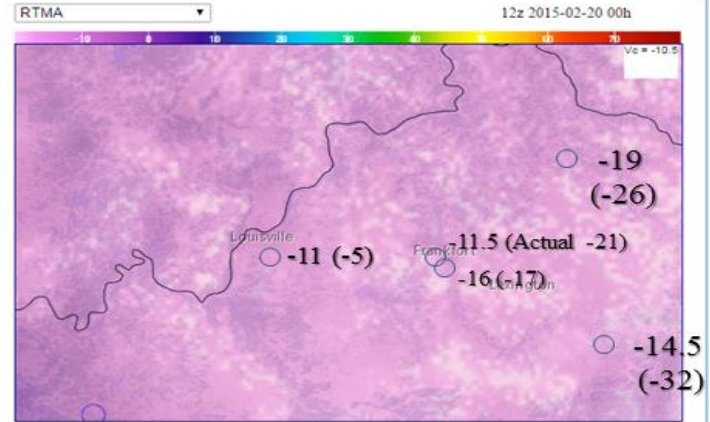 RTMA
12z 2015-02-20 00h
-10 0 10 20 30 40 50 60 70
Vc = -10.5
-19
(-26)
Louisville
-11 (-5)
Frankfort
-11.5 (Actual -21)
-16 (-17)
Lexington
-14.5
(-32)